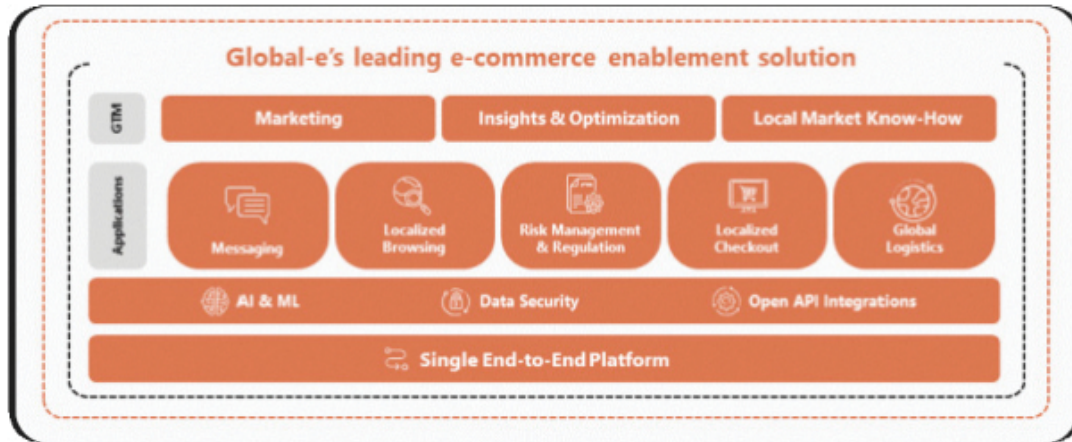 Global-e's leading e-commerce enablement solution
GTM
Marketing
Insights & Optimization
Local Market Know-How
Applications
Messaging
Localized
Browsing
Risk Management
& Regulation
Localized
Checkout
Global
Logistics
AI & ML
Data Security
Open API Integrations
Single End-to-End Platform